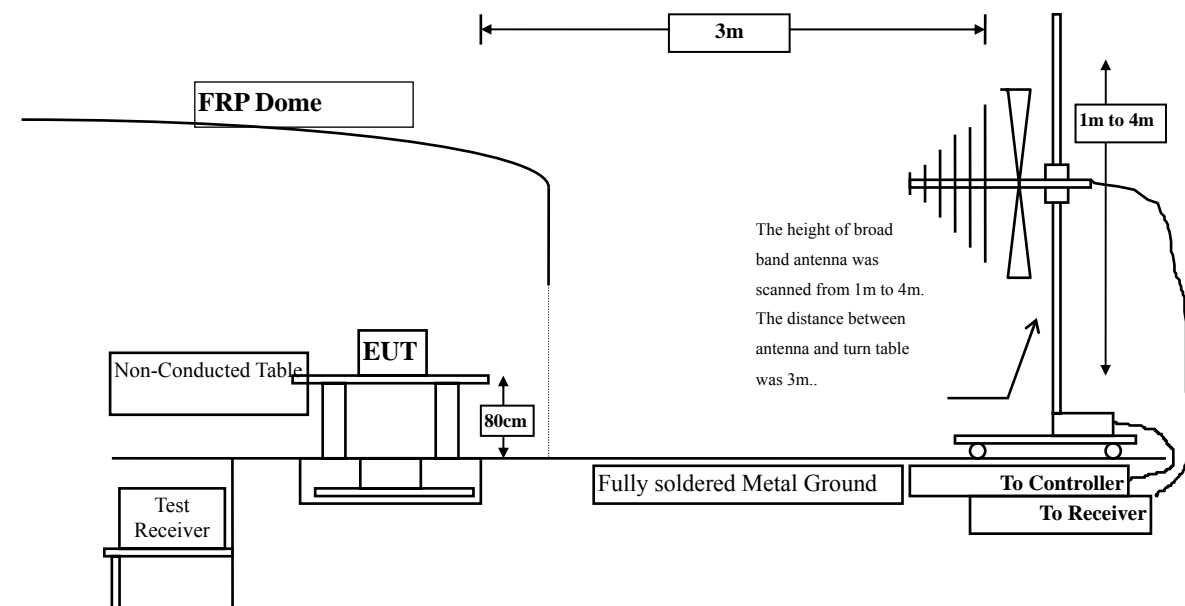 3m
FRP Dome
1m to 4m
The height of broad
band antenna was
scanned from 1m to 4m.
The distance between
antenna and turn table
was 3m..
EUT
Non-Conducted Table
80cm
Fully soldered Metal Ground
To Controller
To Receiver
Test
Receiver